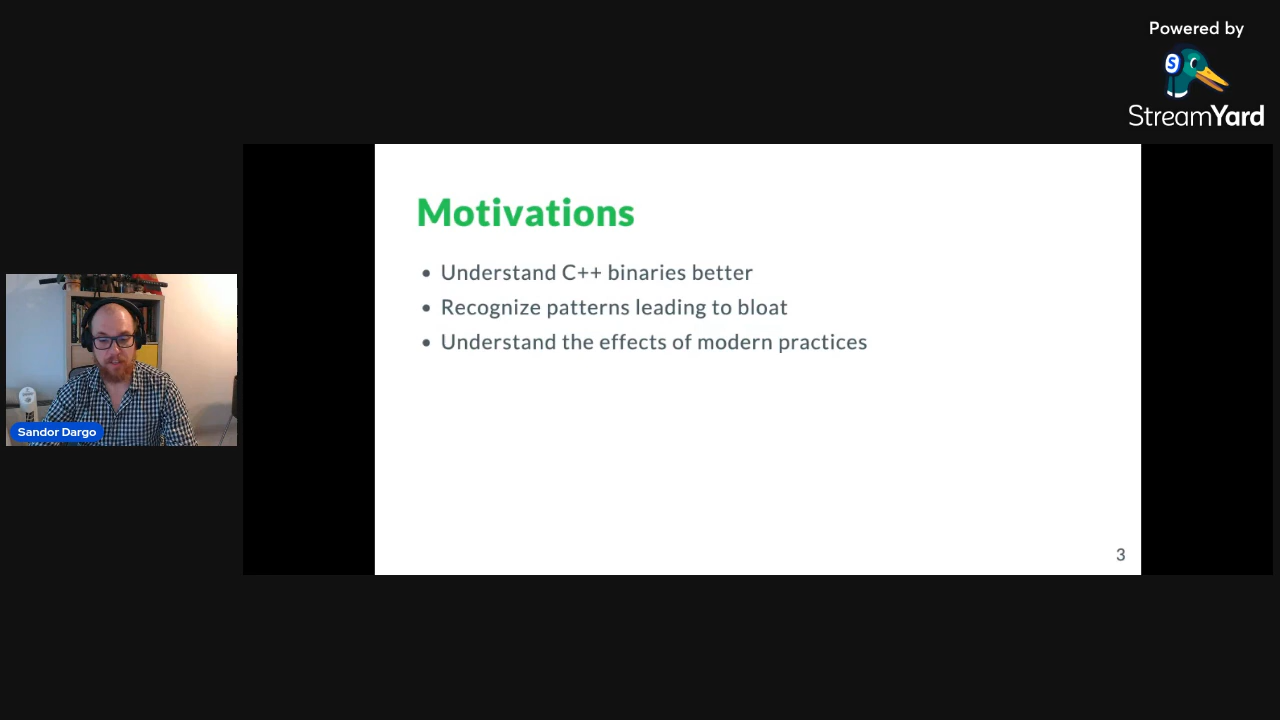 Powered by
S
StreamYard
Motivations
• Understand C++ binaries better
• Recognize patterns leading to bloat
• Understand the effects of modern practices
Sandor Dargo
3